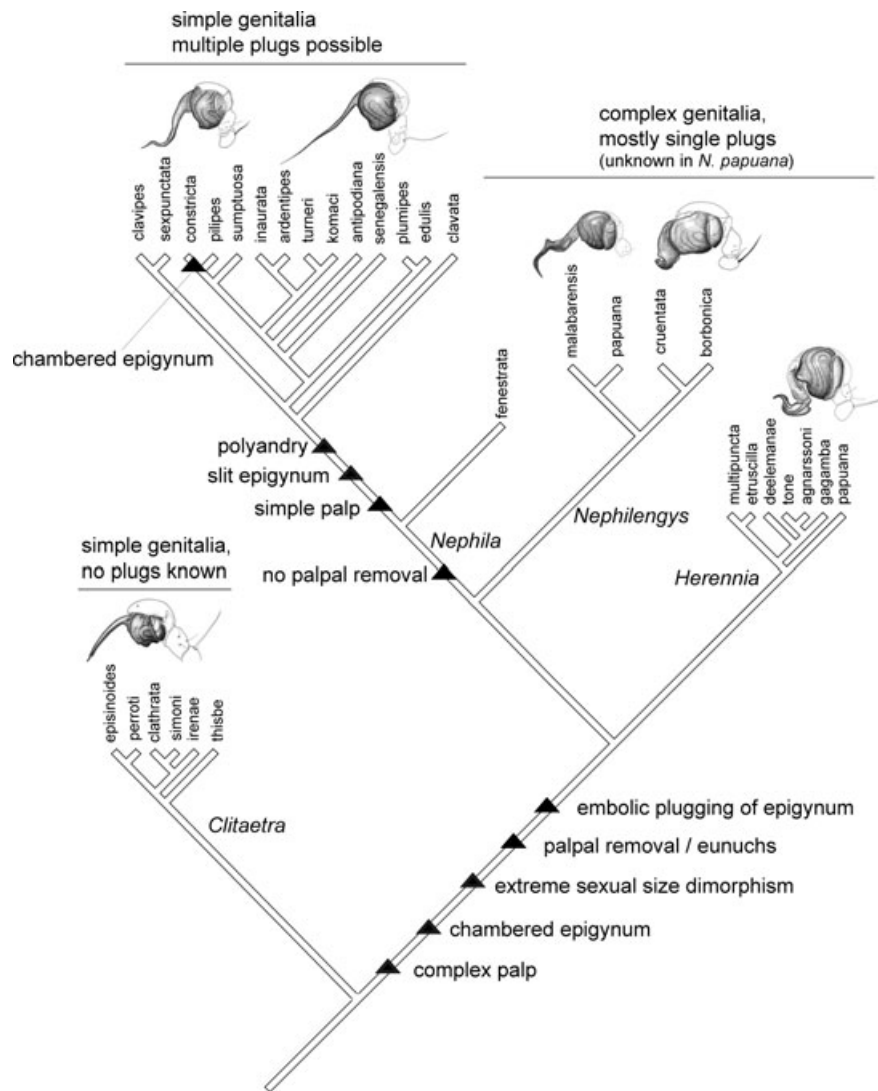 simple genitalia
multiple plugs possible
clavipes
sexpunctata
constricta
pilipes
sumptuosa
inaurata
ardentipes
turneri
komaci
antipodiana
senegalensis
plumipes
edulis
clavata
complex genitalia,
mostly single plugs
(unknown in N. papuana)
malabarensis
papuana
cruentata
borbonica
chambered epigynum
fenestrata
multipuncta
etruscilla
deelemanae
tone
agnarssoni
gagamba
papuana
polyandry
slit epigynum
simple palp
Nephila
Nephilengys
Herennia
no palpal removal
simple genitalia,
no plugs known
episinoides
perroti
clathrata
simoni
irenae
thisbe
Clitaetra
embolic plugging of epigynum
palpal removal / eunuchs
extreme sexual size dimorphism
chambered epigynum
complex palp